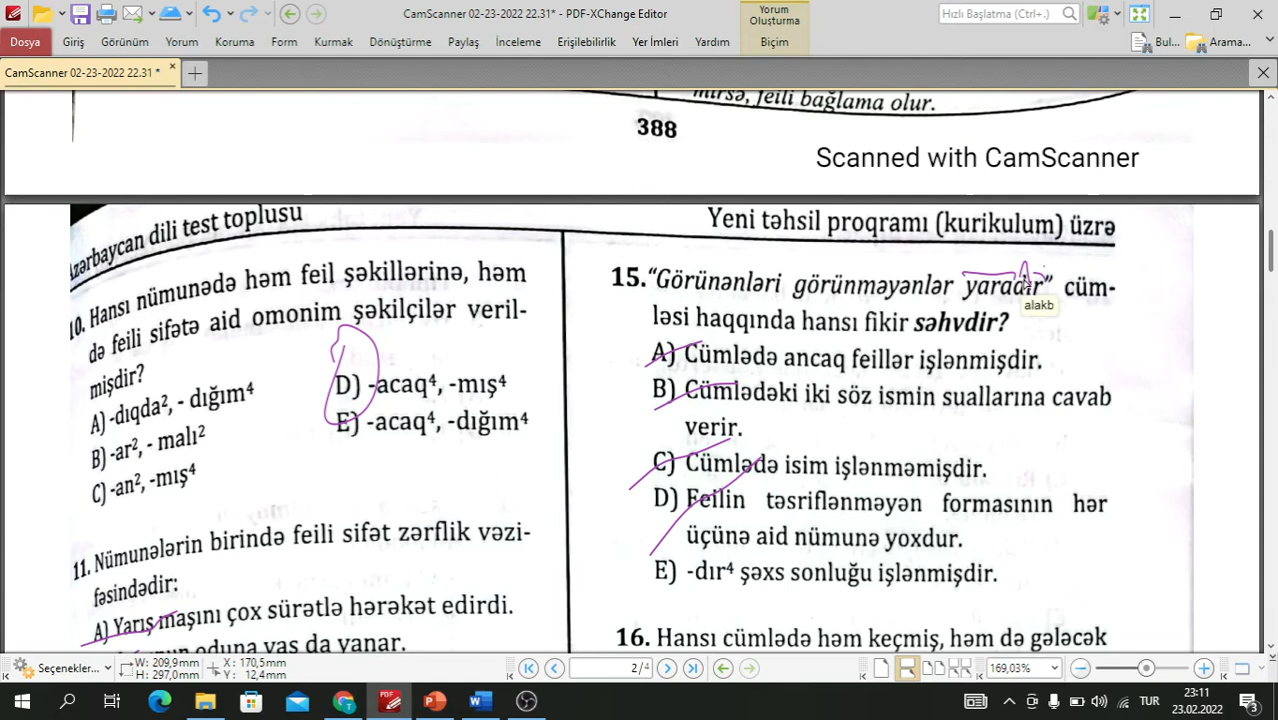 CamScanner 02-23-2022 22.31* - PDF-XChange Editor
Yorum Oluşturma
Hızlı Başlatma (Ctrl+.)
Dosya Giriş Görünüm Yorum Koruma Form Kurmak Dönüştürme Paylaş İnceleme Erişilebilirlik Yer İmleri Yardım Biçim
Bul... Arama...
CamScanner 02-23-2022 22.31 *
mirsə, feili bağlama olur.
388
Scanned with CamScanner
Azərbaycan dili test toplusu
10. Hansı nümunədə həm feil şəkillərinə, həm
də feili sifətə aid omonim şəkilçilər veril-
mişdir?
A) -dıqda², - dığım⁴
B) -ar², - malı²
C) -an², -mış⁴
D) -acaq⁴, -mış⁴
E) -acaq⁴, -dığım⁴
11. Nümunələrin birində feili sifət zərflik vəzi-
fəsindədir:
A) Yarış maşını çox sürətlə hərəkət edirdi.
oduna yaş da yanar.
Yeni təhsil proqramı (kurikulum) üzrə
15. “Görünənləri görünməyənlər yaradır” cüm-
alakb
ləsi haqqında hansı fikir səhvdir?
A) Cümlədə ancaq feillər işlənmişdir.
B) Cümlədəki iki söz ismin suallarına cavab
verir.
C) Cümlədə isim işlənməmişdir.
D) Feilin təsriflənməyən formasının hər
üçünə aid nümunə yoxdur.
E) -dır⁴ şəxs sonluğu işlənmişdir.
16. Hansı cümlədə həm keçmiş, həm də gələcək
Seçenekler... W: 209,9mm H: 297,0mm X: 170,5mm Y: 12,4mm 2/4 169,03%
TUR 23:11 23.02.2022 3